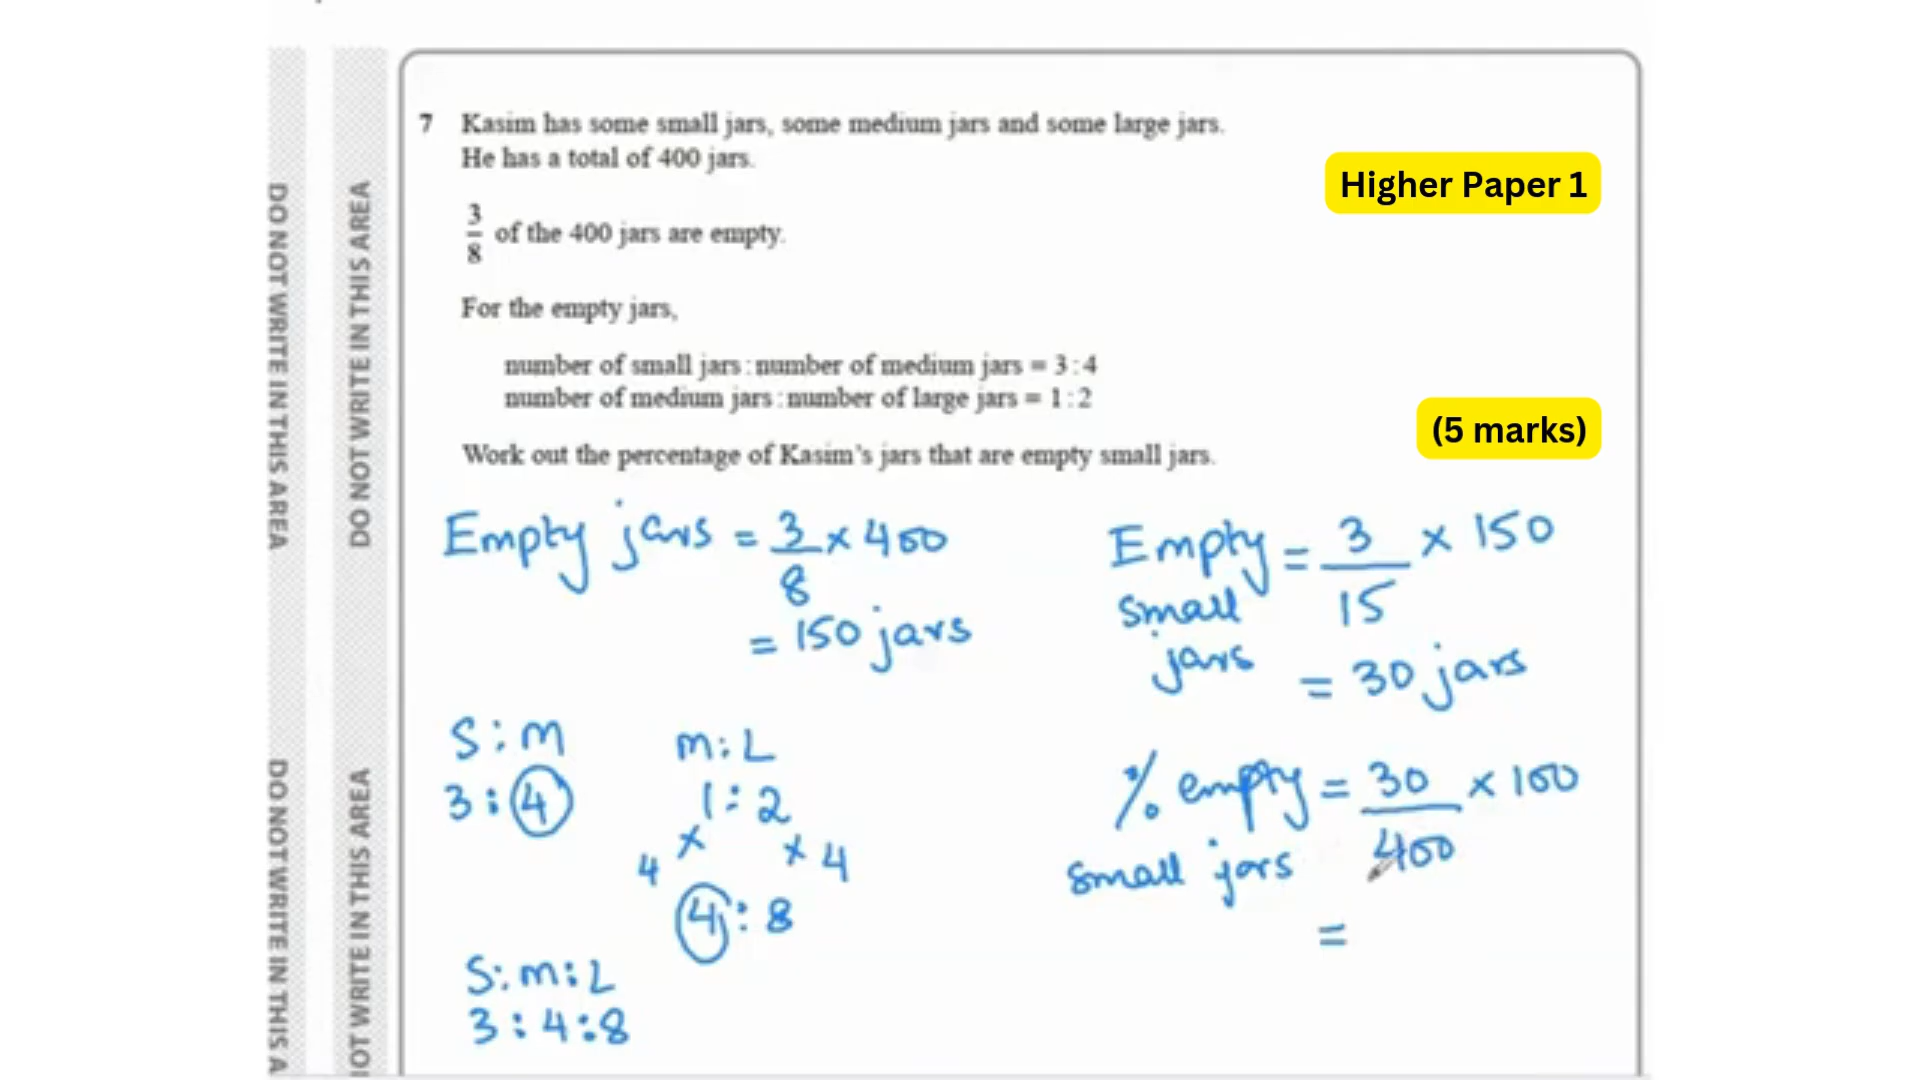 7 Kasim has some small jars, some medium jars and some large jars.
He has a total of 400 jars.
Higher Paper 1
3/8 of the 400 jars are empty.
For the empty jars,
number of small jars : number of medium jars = 3 : 4
number of medium jars : number of large jars = 1 : 2
(5 marks)
Work out the percentage of Kasim's jars that are empty small jars.
Empty jars = 3/8 × 400
= 150 jars
S : M
3 : 4
M : L
1 : 2
4 × × 4
4 : 8
S : M : L
3 : 4 : 8
Empty small jars = 3/15 × 150
= 30 jars
% empty small jars = 30/400 × 100
=
DO NOT WRITE IN THIS AREA
DO NOT WRITE IN THIS AREA
DO NOT WRITE IN THIS A
NOT WRITE IN THIS AREA